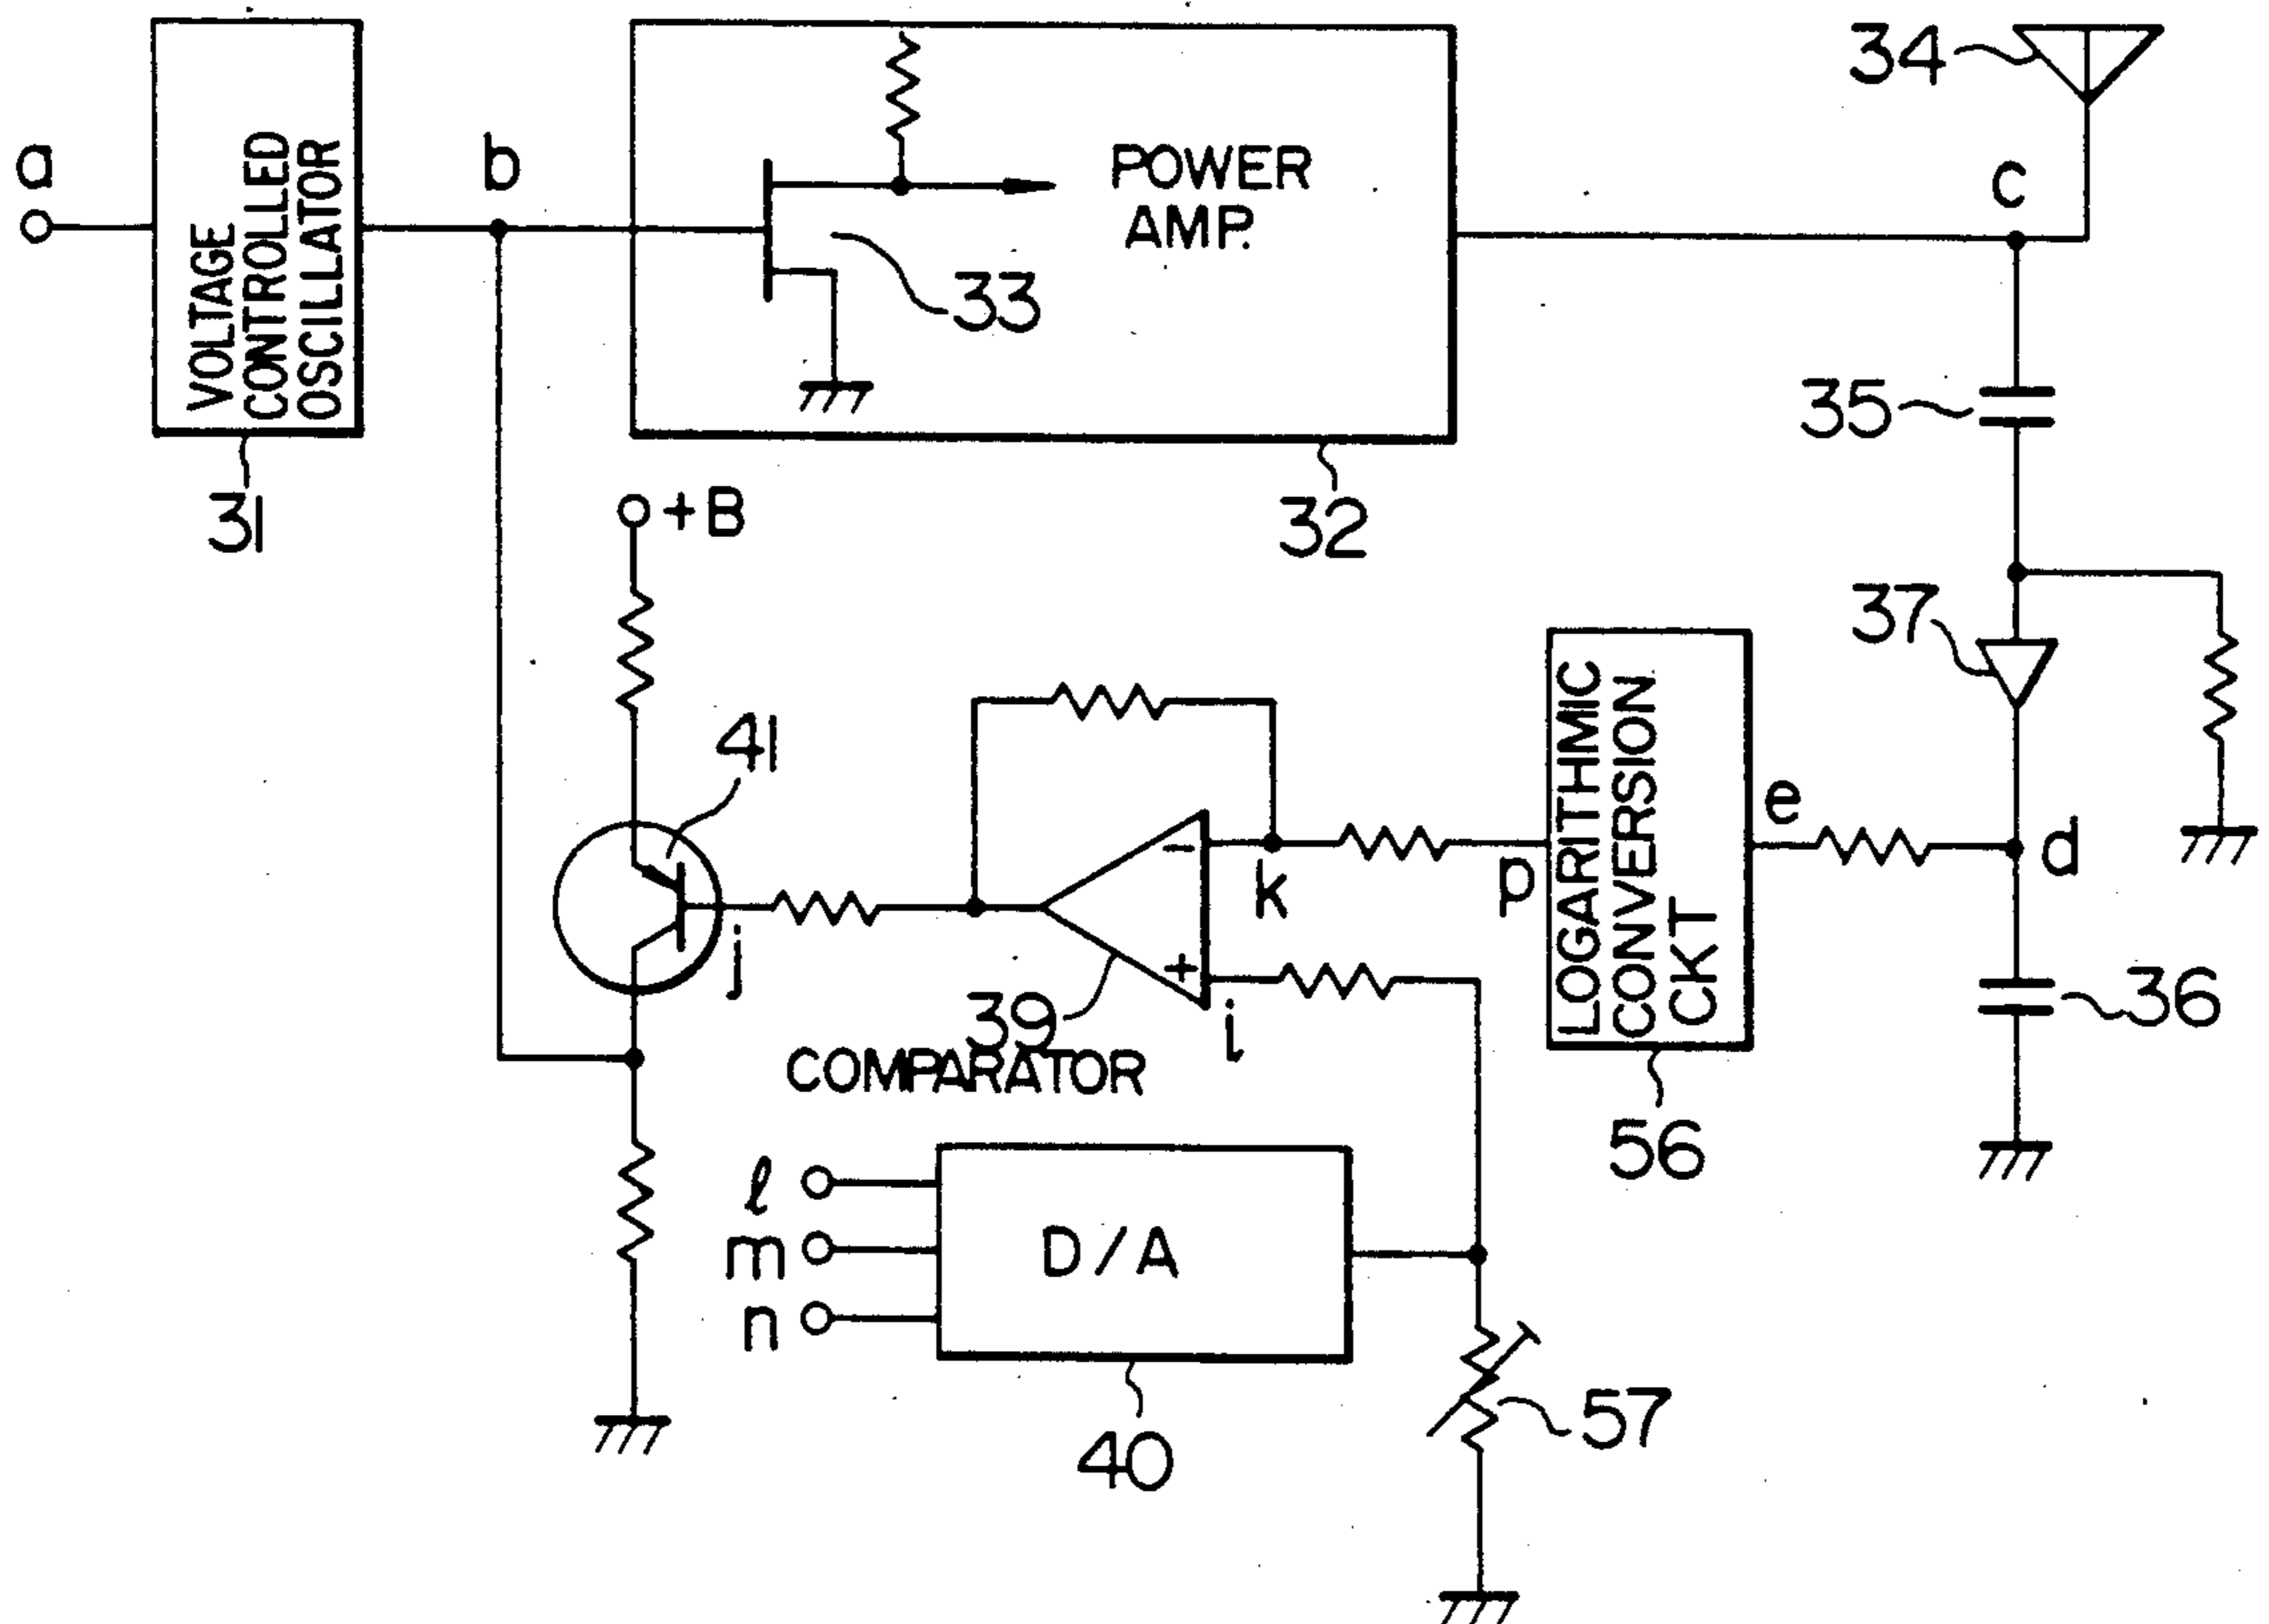 a
VOLTAGE
CONTROLLED
OSCILLATOR
31
b
POWER
AMP.
33
32
34
c
35
+B
37
41
LOGARITHMIC
CONVERSION
CKT
e
d
k
p
j
39
COMPARATOR
i
36
56
l
m
n
D/A
40
57
-
+